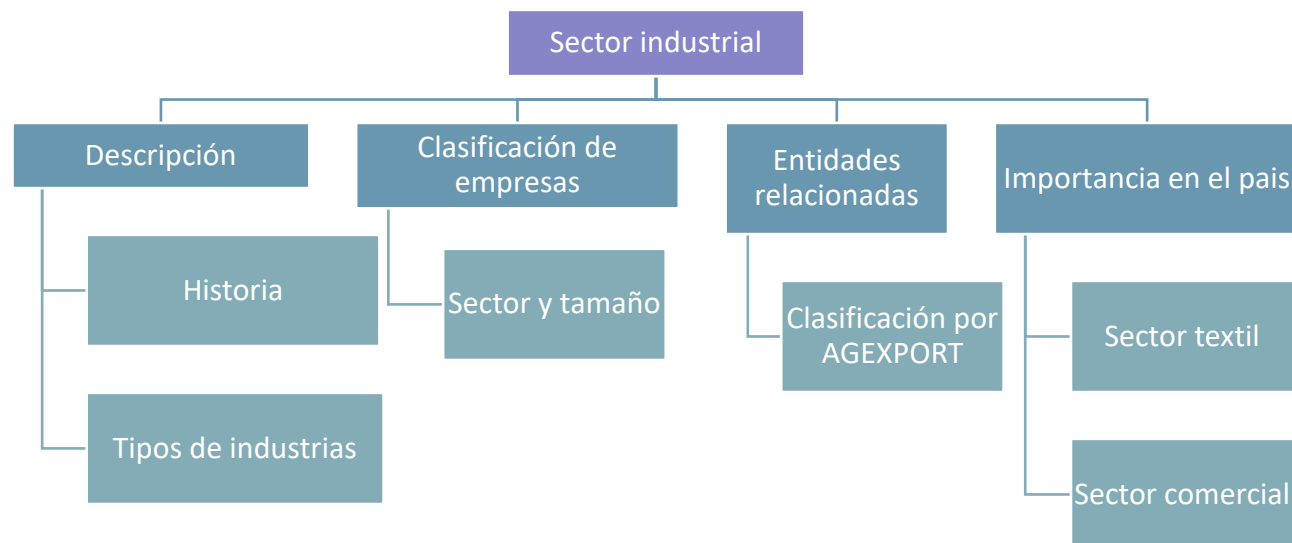 Sector industrial
Descripción
Historia
Tipos de industrias
Clasificación de
empresas
Sector y tamaño
Entidades
relacionadas
Clasificación por
AGEXPORT
Importancia en el pais
Sector textil
Sector comercial